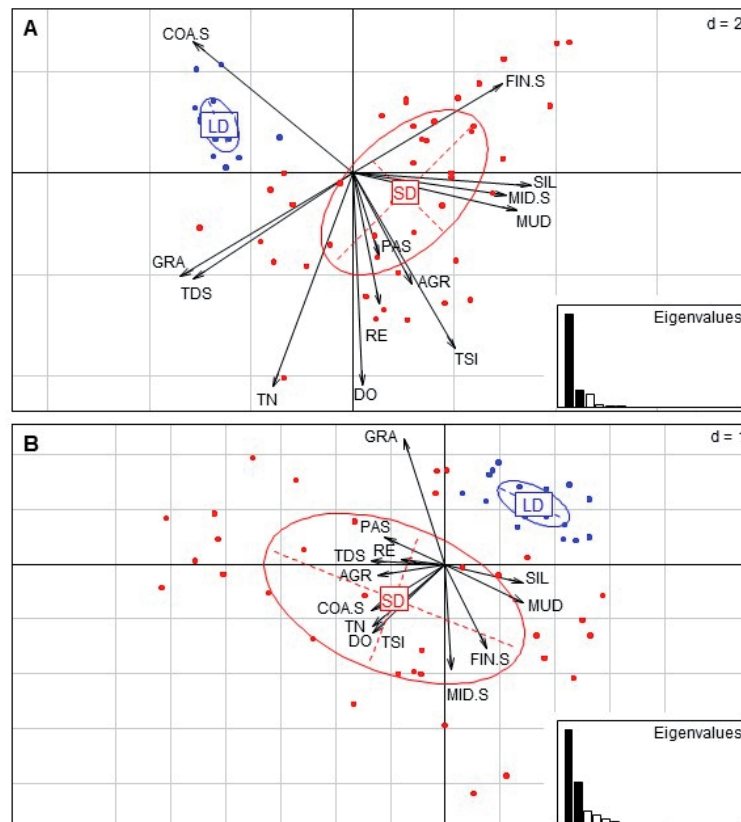 A
d = 2
COA.S
FIN.S
LD
SD
SIL
MID.S
MUD
PAS
GRA
AGR
TDS
RE
TSI
TN
DO
Eigenvalues
B
d = 1
GRA
LD
PAS
RE
TDS
AGR
SIL
COA.S
SD
MUD
TN
DO
TSI
FIN.S
MID.S
Eigenvalues